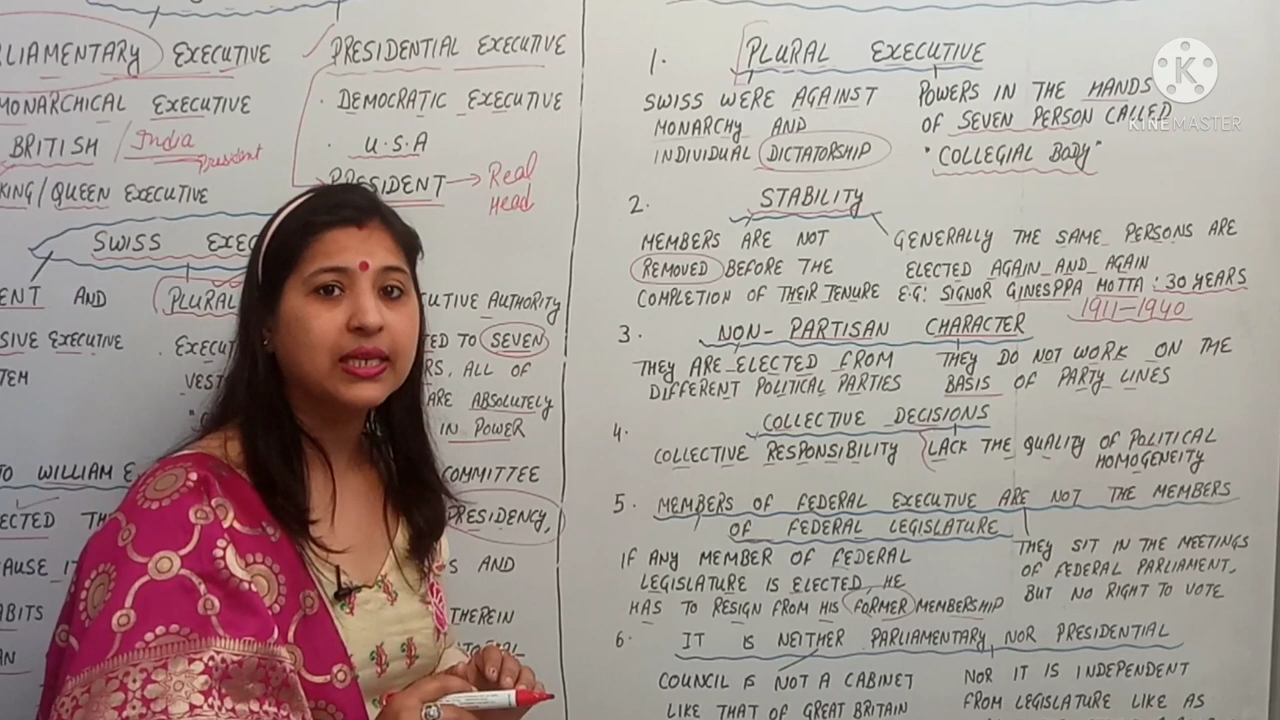 PARLIAMENTARY EXECUTIVE
MONARCHICAL EXECUTIVE
BRITISH / India
President
KING/QUEEN EXECUTIVE
PRESIDENTIAL EXECUTIVE
· DEMOCRATIC EXECUTIVE
· U.S.A
PRESIDENT → Real
Head
SWISS
AND
PLURAL
AUTHORITY
EXECUTIVE
TO SEVEN
ALL OF
ARE ABSOLUTELY
IN POWER
TO WILLIAM
COMMITTEE
PRESIDENCY,
AND
THEREIN
1. PLURAL EXECUTIVE
SWISS WERE AGAINST
MONARCHY AND
INDIVIDUAL DICTATORSHIP
POWERS IN THE HANDS
OF SEVEN PERSON CALLED
"COLLEGIAL BODY"
2. STABILITY
MEMBERS ARE NOT
REMOVED BEFORE THE
COMPLETION OF THEIR TENURE
GENERALLY THE SAME PERSONS ARE
ELECTED AGAIN AND AGAIN
E.G: SIGNOR GINESPPA MOTTA : 30 YEARS
1911-1940
3. NON-PARTISAN CHARACTER
THEY ARE ELECTED FROM
DIFFERENT POLITICAL PARTIES
THEY DO NOT WORK ON THE
BASIS OF PARTY LINES
4. COLLECTIVE DECISIONS
COLLECTIVE RESPONSIBILITY
LACK THE QUALITY OF POLITICAL
HOMOGENEITY
5. MEMBERS OF FEDERAL EXECUTIVE ARE NOT THE MEMBERS
OF FEDERAL LEGISLATURE
IF ANY MEMBER OF FEDERAL
LEGISLATURE IS ELECTED, HE
HAS TO RESIGN FROM HIS FORMER MEMBERSHIP
THEY SIT IN THE MEETINGS
OF FEDERAL PARLIAMENT,
BUT NO RIGHT TO VOTE
6. IT IS NEITHER PARLIAMENTARY NOR PRESIDENTIAL
COUNCIL IS NOT A CABINET
LIKE THAT OF GREAT BRITAIN
NOR IT IS INDEPENDENT
FROM LEGISLATURE LIKE AS
K
KINEMASTER